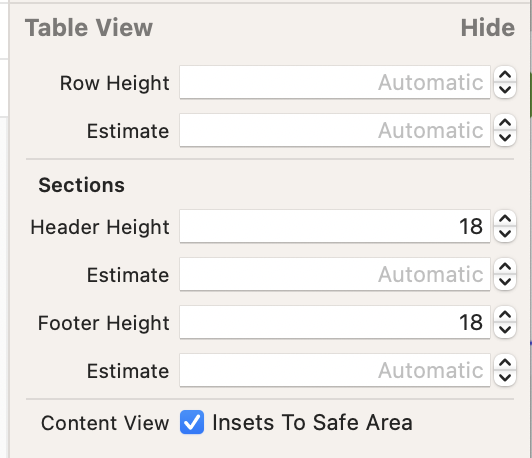 Table View Hide
Row Height Automatic
Estimate Automatic
Sections
Header Height 18
Estimate Automatic
Footer Height 18
Estimate Automatic
Content View Insets To Safe Area